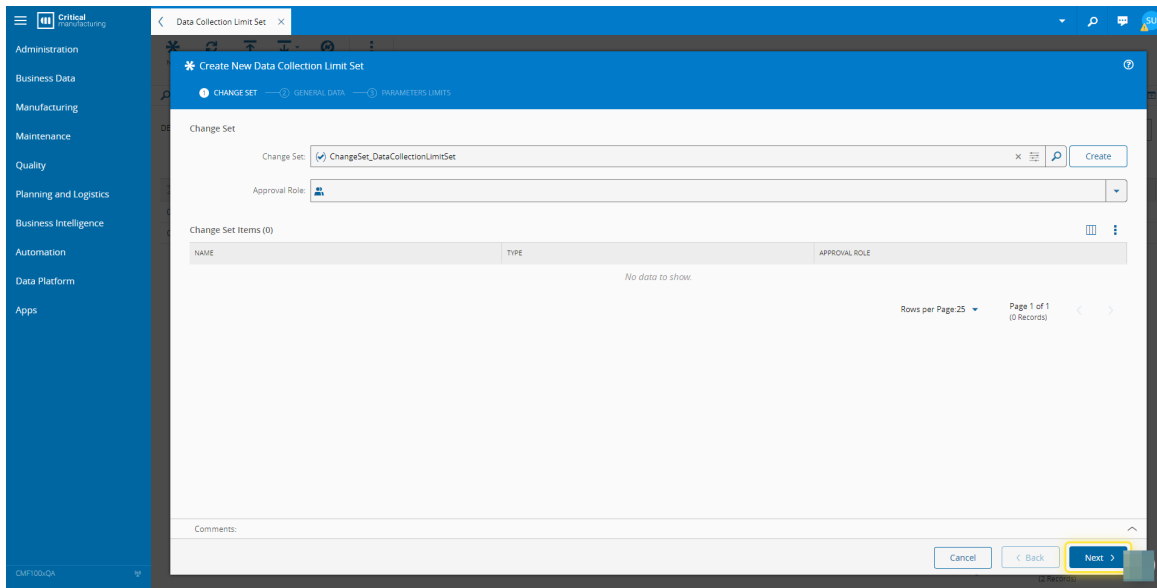 Critical manufacturing
Data Collection Limit Set
SU
Administration
Business Data
Manufacturing
Maintenance
Quality
Planning and Logistics
Business Intelligence
Automation
Data Platform
Apps
CMF100xQA
Create New Data Collection Limit Set
1 CHANGE SET 2 GENERAL DATA 3 PARAMETERS LIMITS
Change Set
Change Set: ChangeSet_DataCollectionLimitSet Create
Approval Role:
Change Set Items (0)
NAME TYPE APPROVAL ROLE
No data to show.
Rows per Page:25 Page 1 of 1
(0 Records)
Comments:
Cancel Back Next
(2 Records)